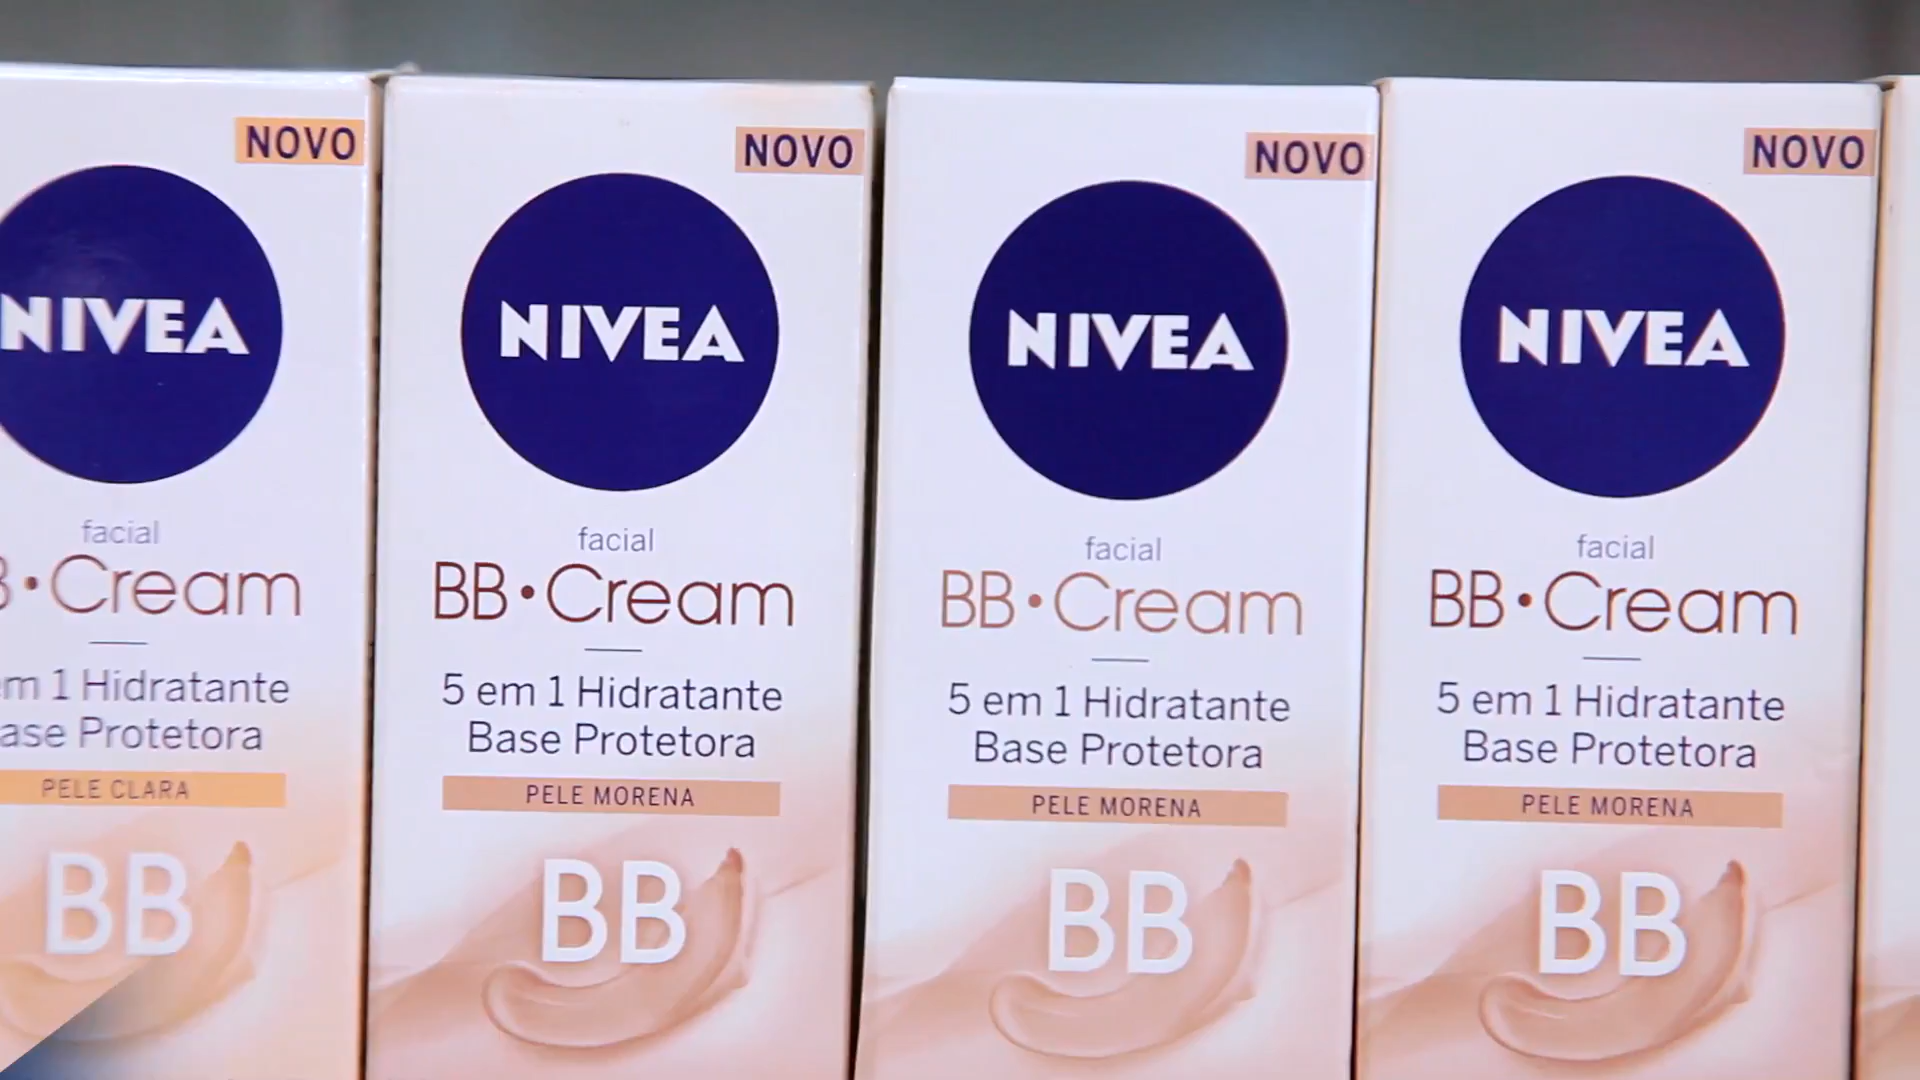 NOVO
NIVEA
facial
B•Cream
em 1 Hidratante
ase Protetora
PELE CLARA
BB
NOVO
NIVEA
facial
BB•Cream
5 em 1 Hidratante
Base Protetora
PELE MORENA
BB
NOVO
NIVEA
facial
BB•Cream
5 em 1 Hidratante
Base Protetora
PELE MORENA
BB
NOVO
NIVEA
facial
BB•Cream
5 em 1 Hidratante
Base Protetora
PELE MORENA
BB